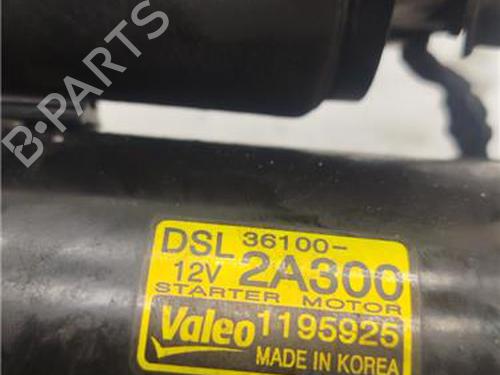 B-PARTS
DSL 36100-
12V 2A300
STARTER MOTOR
Valeo 1195925
MADE IN KOREA